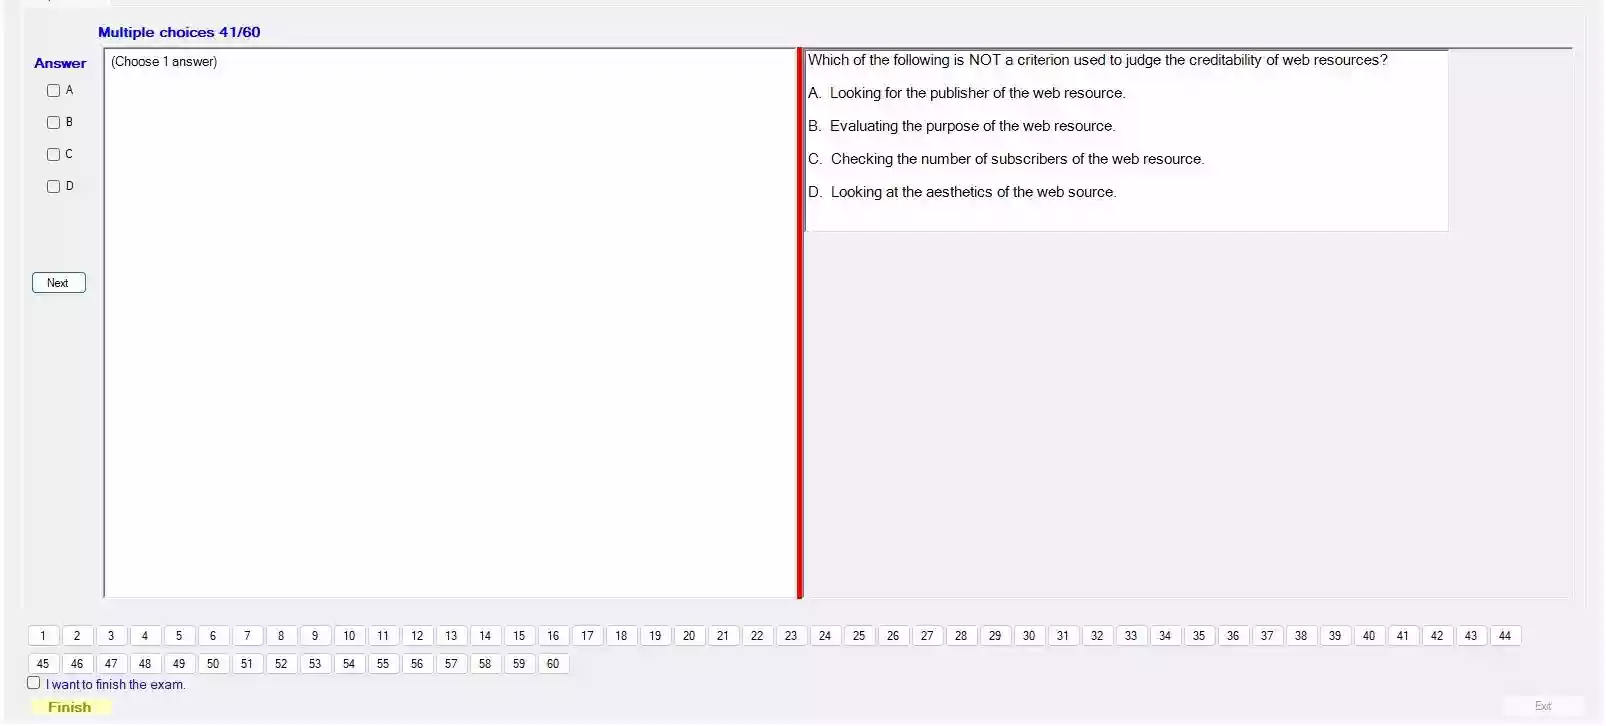 Multiple choices 41/60
Answer
(Choose 1 answer)
A
B
C
D
Next
Which of the following is NOT a criterion used to judge the creditability of web resources?
A. Looking for the publisher of the web resource.
B. Evaluating the purpose of the web resource.
C. Checking the number of subscribers of the web resource.
D. Looking at the aesthetics of the web source.
1 2 3 4 5 6 7 8 9 10 11 12 13 14 15 16 17 18 19 20 21 22 23 24 25 26 27 28 29 30 31 32 33 34 35 36 37 38 39 40 41 42 43 44
45 46 47 48 49 50 51 52 53 54 55 56 57 58 59 60
I want to finish the exam.
Finish
Exit